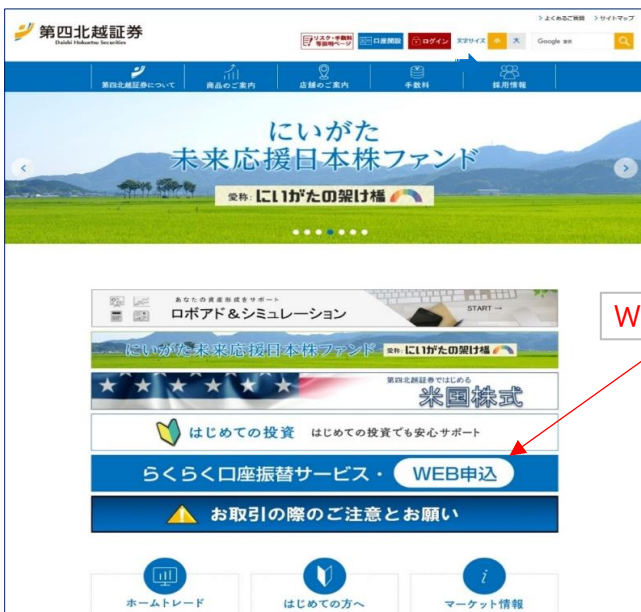 > よくあるご質問 > サイトマップ
第四北越証券
Daishi Hokuetsu Securities
リスク・手数料
等説明ページ
口座開設
ログイン
文字サイズ 小 大
Google
第四北越証券について
商品のご案内
店舗のご案内
手数料
採用情報
にいがた
未来応援日本株ファンド
愛称:にいがたの架け橋
あなたの資産形成をサポート
ロボアド&シミュレーション
START →
にいがた未来応援日本株ファンド 愛称:にいがたの架け橋
第四北越証券ではじめる
米国株式
W
はじめての投資 はじめての投資でも安心サポート
らくらく口座振替サービス・ WEB申込
お取引の際のご注意とお願い
ホームトレード
はじめての方へ
マーケット情報